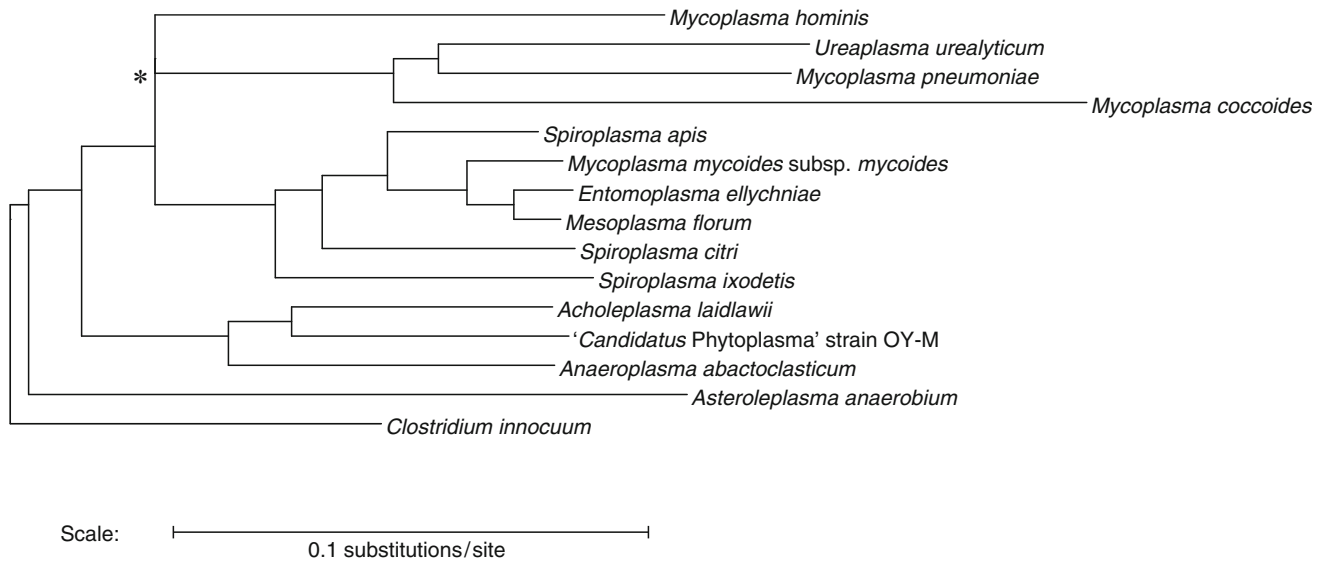 Mycoplasma hominis
Ureaplasma urealyticum
*
Mycoplasma pneumoniae
Mycoplasma coccoides
Spiroplasma apis
Mycoplasma mycoides subsp. mycoides
Entomoplasma ellychniae
Mesoplasma florum
Spiroplasma citri
Spiroplasma ixodetis
Acholeplasma laidlawii
‘Candidatus Phytoplasma’ strain OY-M
Anaeroplasma abactoclasticum
Asteroleplasma anaerobium
Clostridium innocuum
Scale:
0.1 substitutions/site